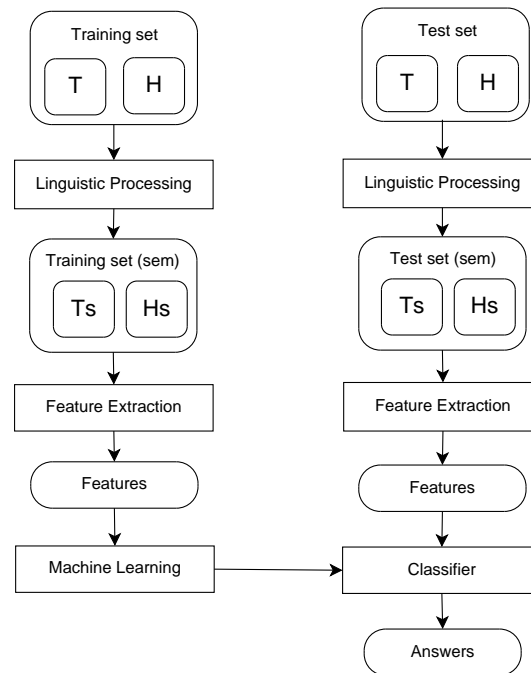 Training set
T H
Linguistic Processing
Training set (sem)
Ts Hs
Feature Extraction
Features
Machine Learning
Test set
T H
Linguistic Processing
Test set (sem)
Ts Hs
Feature Extraction
Features
Classifier
Answers